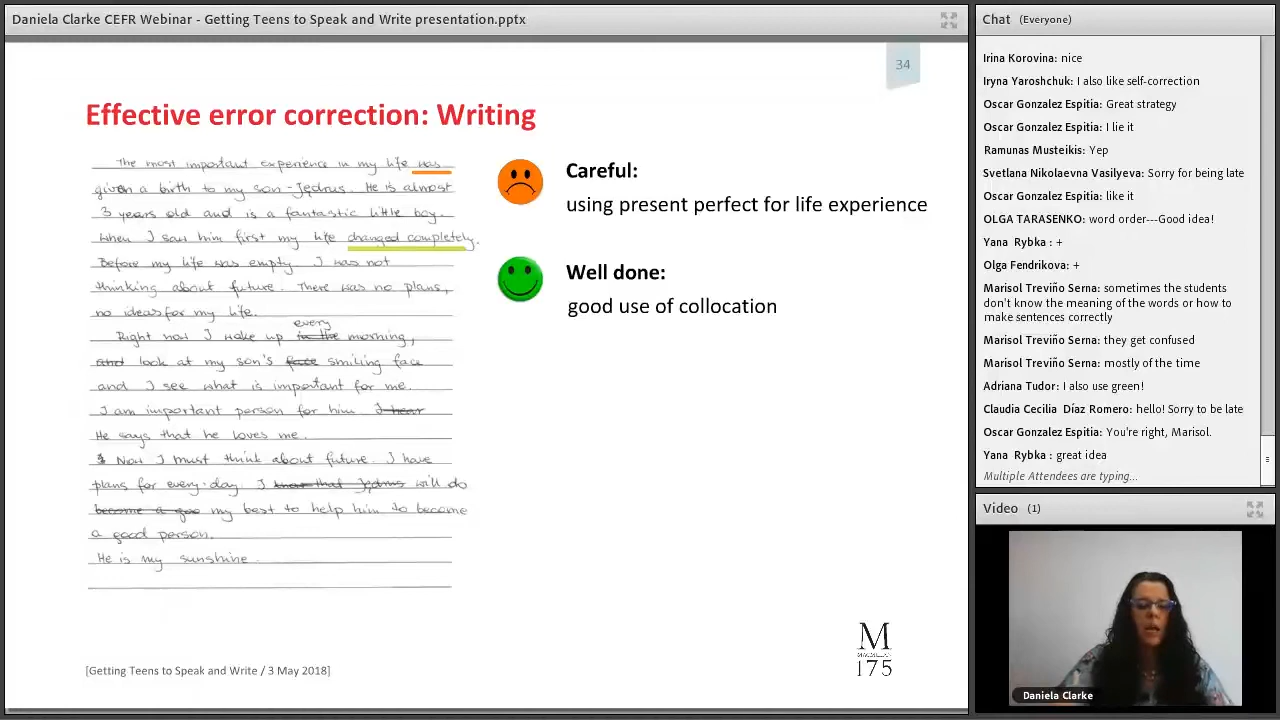 Daniela Clarke CEFR Webinar - Getting Teens to Speak and Write presentation.pptx
34
Effective error correction: Writing
The most important experience in my life was
given a birth to my son - Jędrus. He is almost
3 years old and is a fantastic little boy.
When I saw him first my life changed completely.
Before my life was empty. I was not
thinking about future. There was no plans,
no ideas for my life.
every
Right now I wake up in the morning,
and look at my son's face smiling face
and I see what is important for me.
I am important person for him. I hear
He says that he loves me.
Now I must think about future. I have
plans for every day. I know that Jędrus will do
become a goo my best to help him to become
a good person.
He is my sunshine.
Careful:
using present perfect for life experience
Well done:
good use of collocation
[Getting Teens to Speak and Write / 3 May 2018]
M
MACMILLAN
175
Chat (Everyone)
Irina Korovina: nice
Iryna Yaroshchuk: I also like self-correction
Oscar Gonzalez Espitia: Great strategy
Oscar Gonzalez Espitia: I lie it
Ramunas Musteikis: Yep
Svetlana Nikolaevna Vasilyeva: Sorry for being late
Oscar Gonzalez Espitia: like it
OLGA TARASENKO: word order---Good idea!
Yana Rybka : +
Olga Fendrikova: +
Marisol Treviño Serna: sometimes the students
don't know the meaning of the words or how to
make sentences correctly
Marisol Treviño Serna: they get confused
Marisol Treviño Serna: mostly of the time
Adriana Tudor: I also use green!
Claudia Cecilia Díaz Romero: hello! Sorry to be late
Oscar Gonzalez Espitia: You're right, Marisol.
Yana Rybka : great idea
Multiple Attendees are typing...
Video (1)
Daniela Clarke